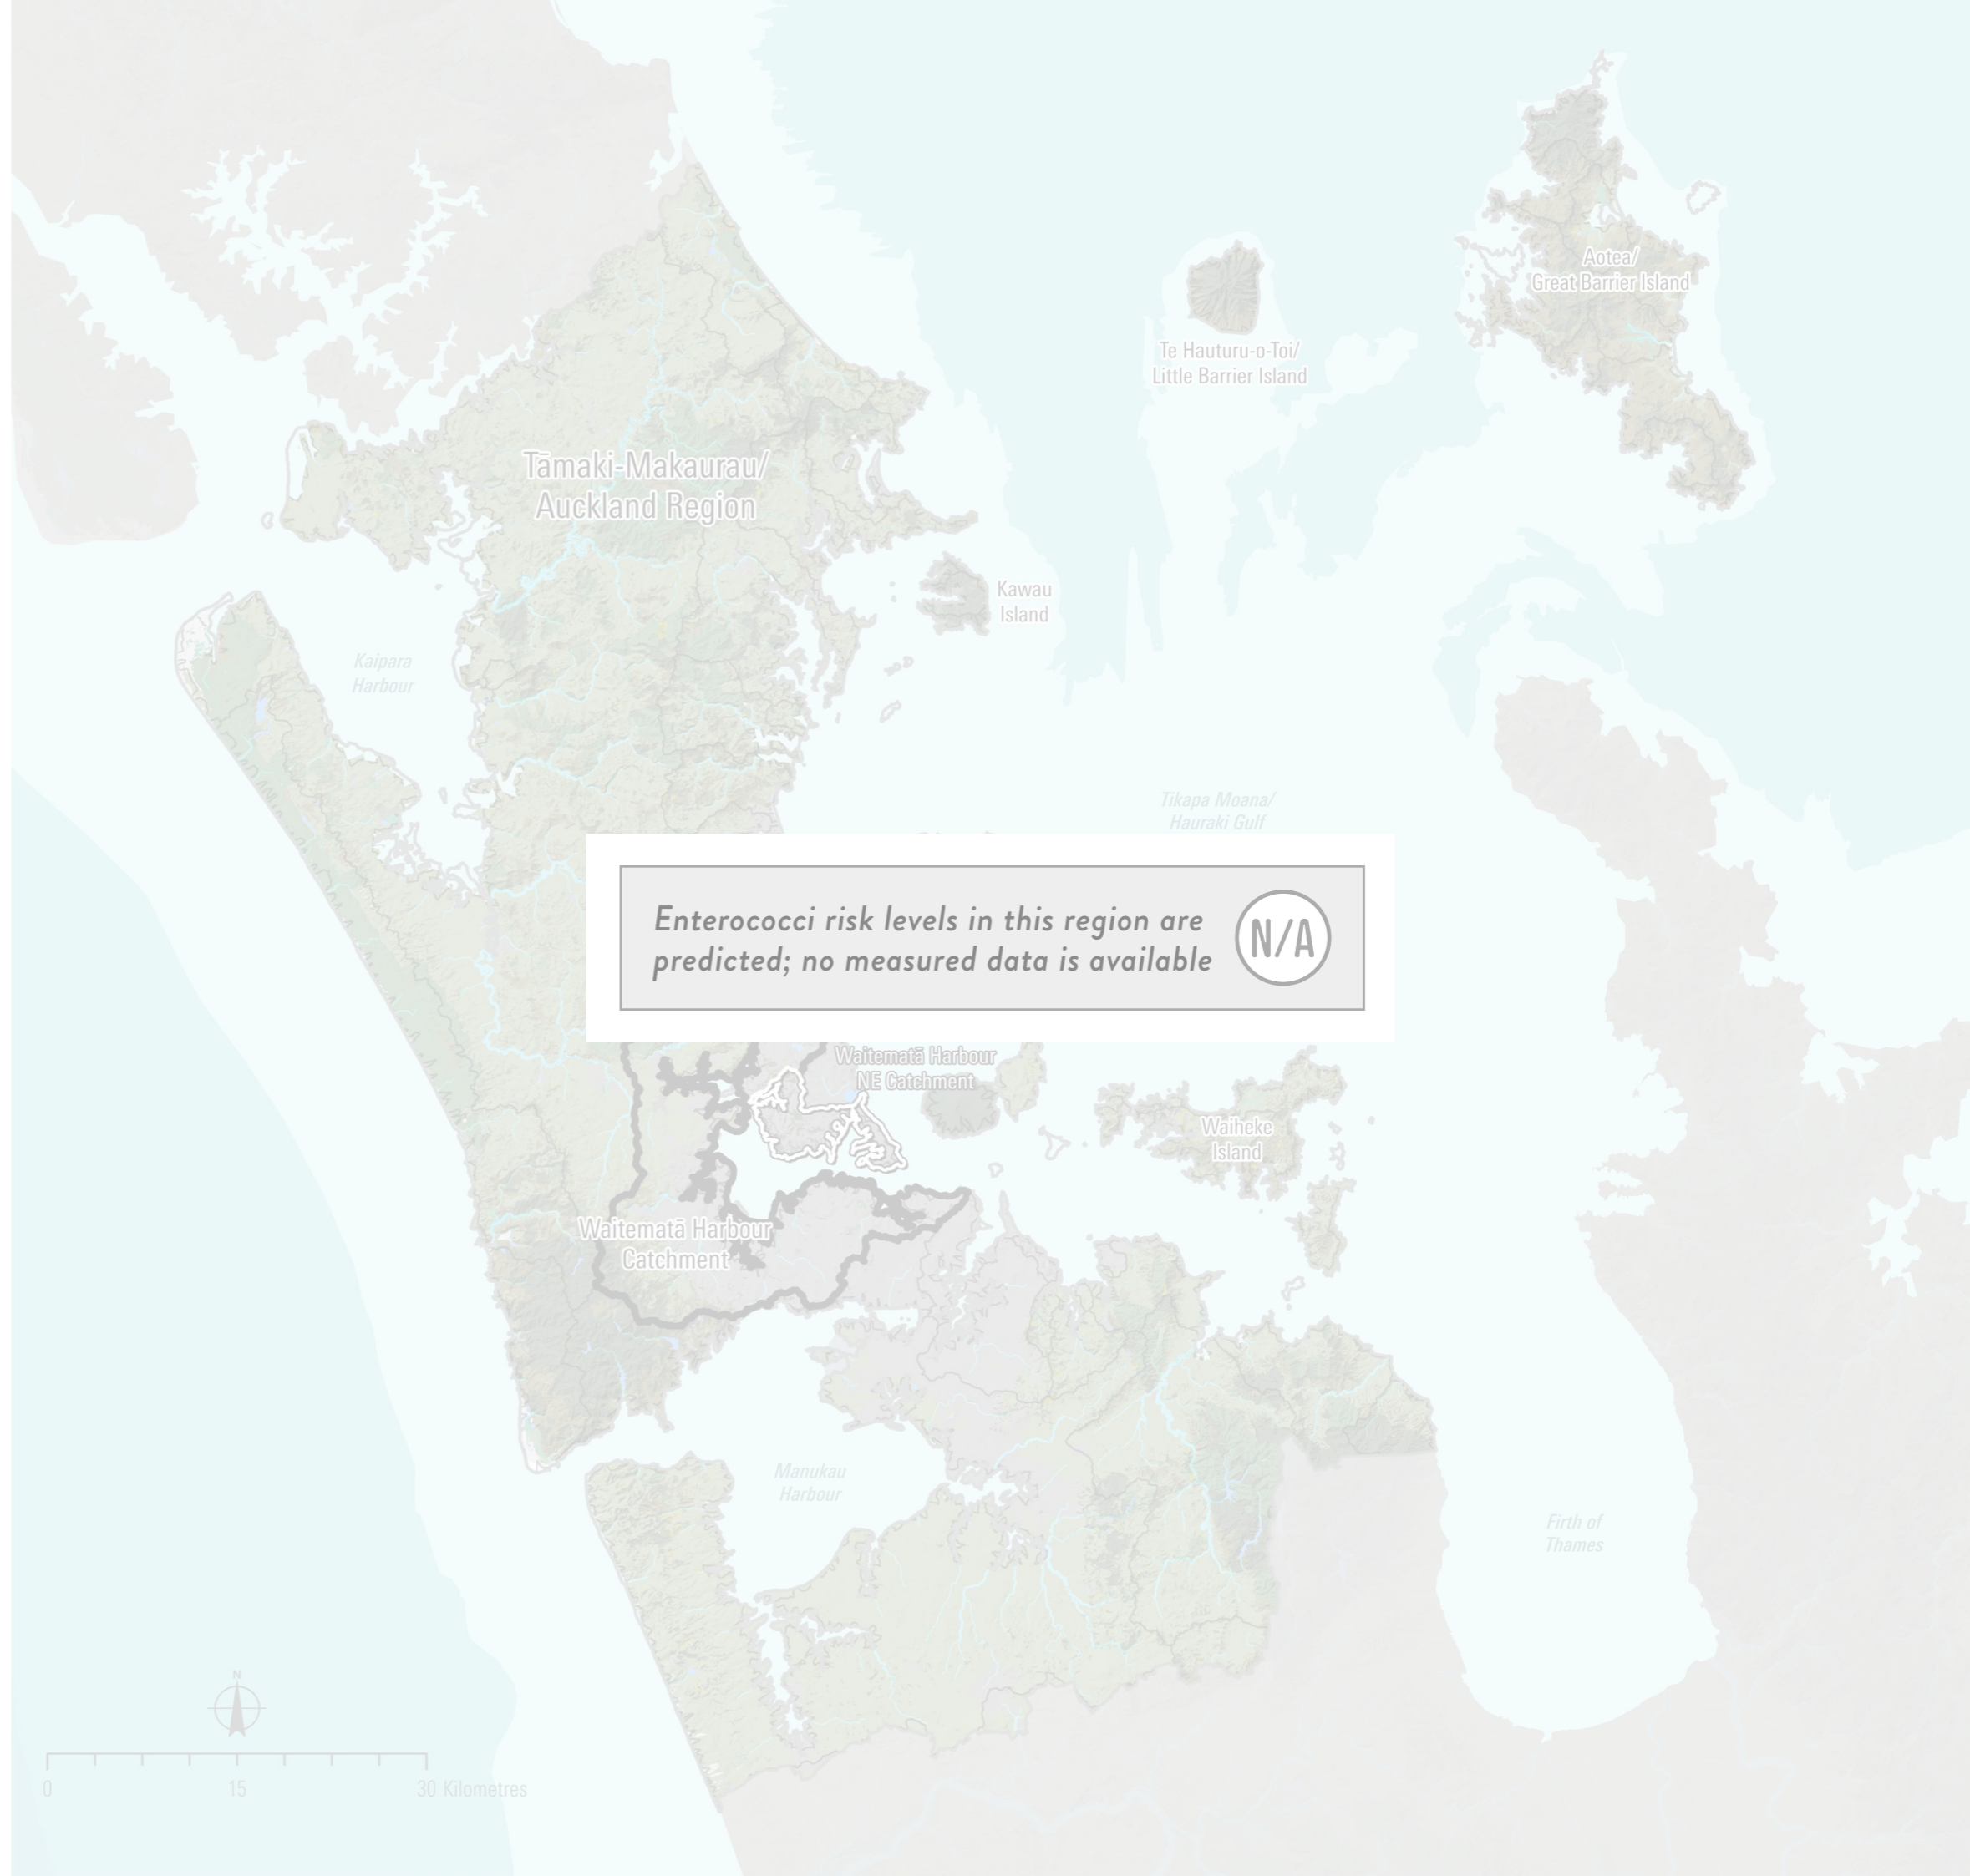 Aotea/
Great Barrier Island
Te Hauturu-o-Toi/
Little Barrier Island
Tāmaki-Makaurau/
Auckland Region
Kawau
Island
Kaipara
Harbour
Tikapa Moana/
Hauraki Gulf
Enterococci risk levels in this region are
predicted; no measured data is available
N/A
Waitematā Harbour
NE Catchment
Waiheke
Island
Waitematā Harbour
Catchment
Manukau
Harbour
Firth of
Thames
N
0 15 30 Kilometres